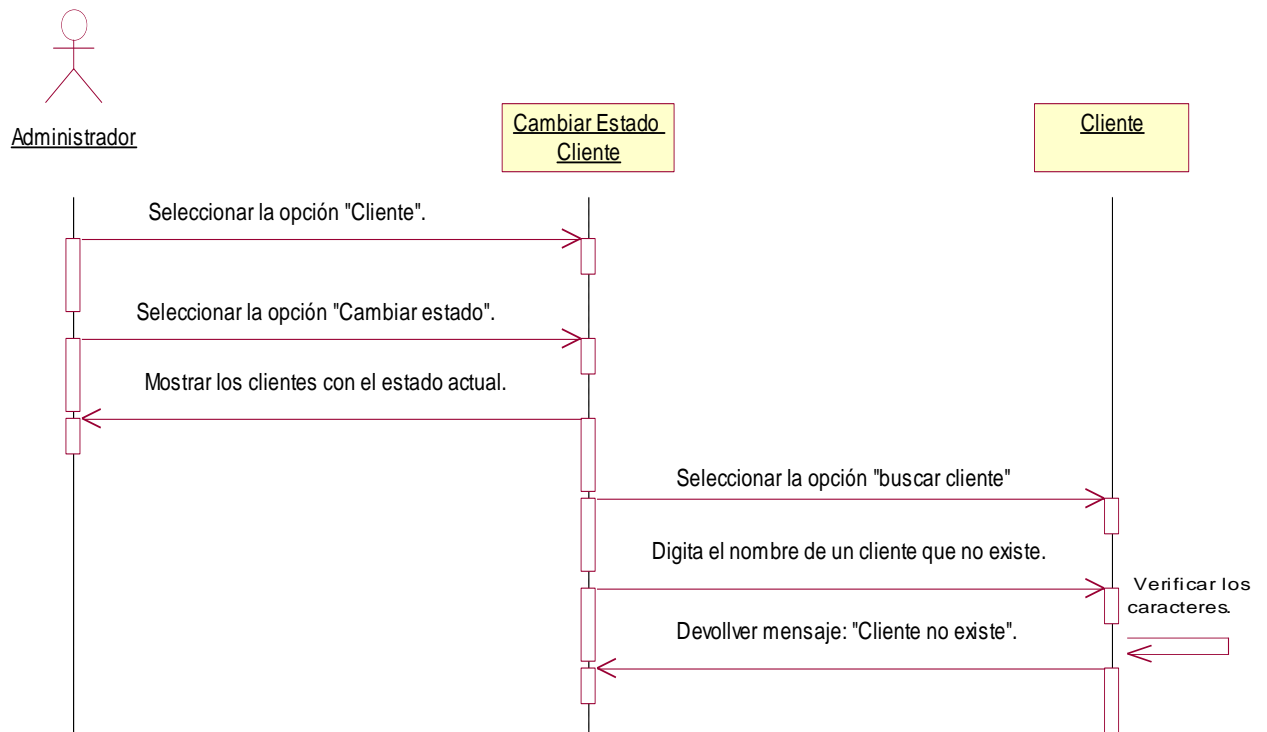 Administrador
Cambiar Estado
Cliente
Cliente
Seleccionar la opción "Cliente".
Seleccionar la opción "Cambiar estado".
Mostrar los clientes con el estado actual.
Seleccionar la opción "buscar cliente"
Digita el nombre de un cliente que no existe.
Verificar los
caracteres.
Devollver mensaje: "Cliente no existe".